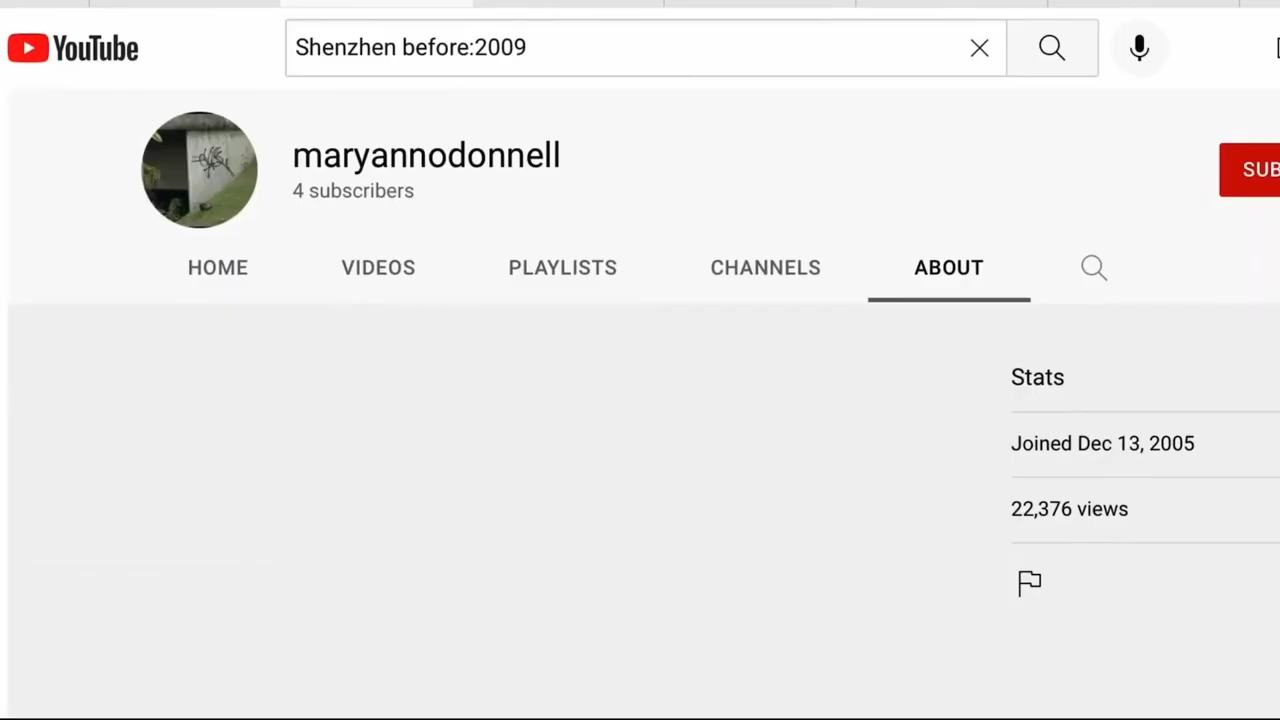 YouTube
Shenzhen before:2009
maryannodonnell
4 subscribers
SUB
HOME
VIDEOS
PLAYLISTS
CHANNELS
ABOUT
Stats
Joined Dec 13, 2005
22,376 views